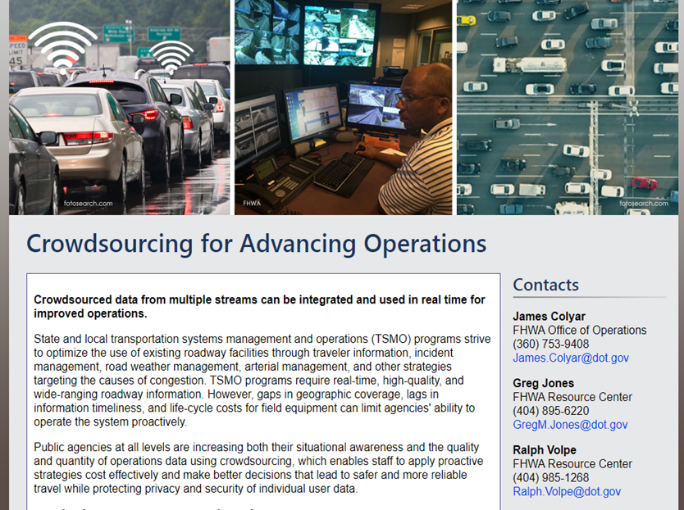 SPEED
LIMIT
45
fotosearch.com
FHWA
fotosearch.com
Crowdsourcing for Advancing Operations
Crowdsourced data from multiple streams can be integrated and used in real time for
improved operations.
State and local transportation systems management and operations (TSMO) programs strive
to optimize the use of existing roadway facilities through traveler information, incident
management, road weather management, arterial management, and other strategies
targeting the causes of congestion. TSMO programs require real-time, high-quality, and
wide-ranging roadway information. However, gaps in geographic coverage, lags in
information timeliness, and life-cycle costs for field equipment can limit agencies' ability to
operate the system proactively.
Public agencies at all levels are increasing both their situational awareness and the quality
and quantity of operations data using crowdsourcing, which enables staff to apply proactive
strategies cost effectively and make better decisions that lead to safer and more reliable
travel while protecting privacy and security of individual user data.
Contacts
James Colyar
FHWA Office of Operations
(360) 753-9408
James.Colyar@dot.gov
Greg Jones
FHWA Resource Center
(404) 895-6220
GregM.Jones@dot.gov
Ralph Volpe
FHWA Resource Center
(404) 985-1268
Ralph.Volpe@dot.gov